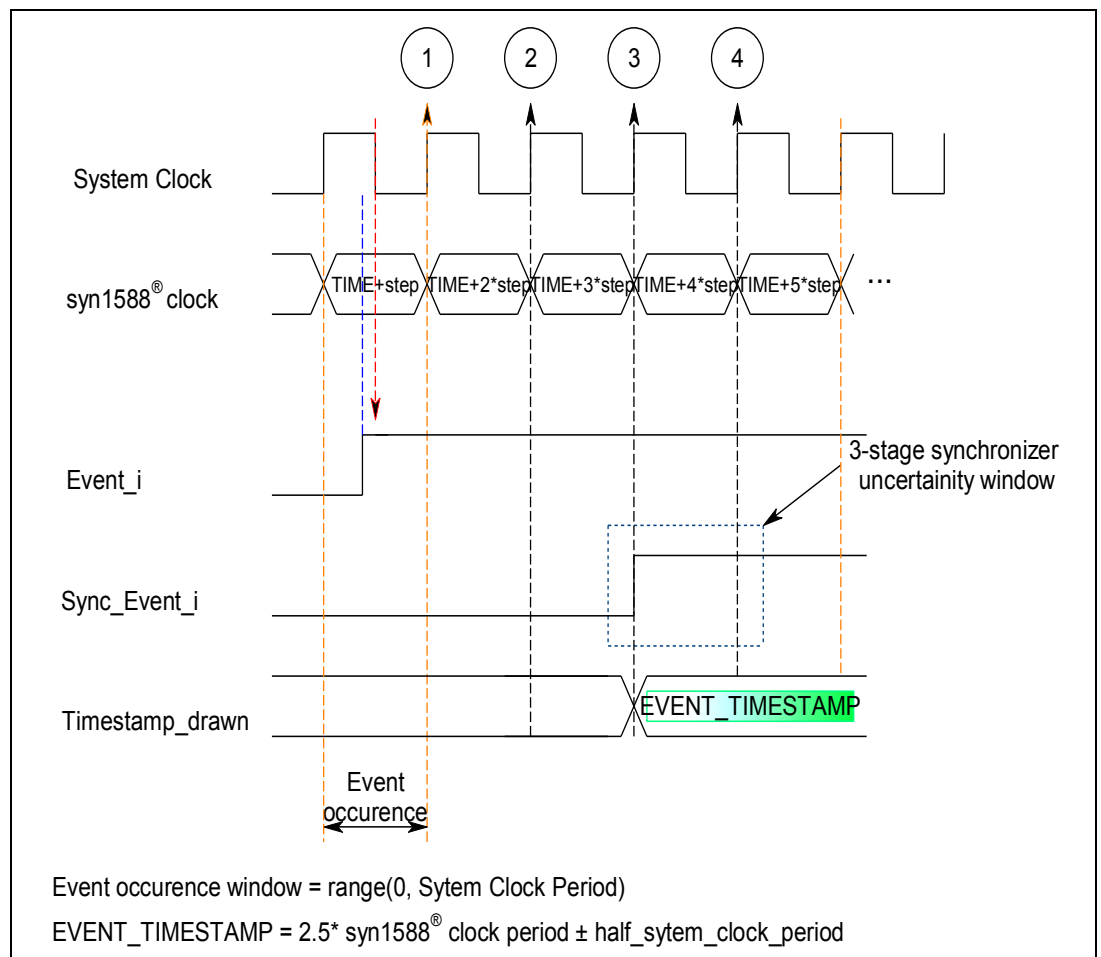 1 2 3 4
System Clock
syn1588® clock
TIME+step TIME+2*step TIME+3*step TIME+4*step TIME+5*step ...
Event_i
3-stage synchronizer
uncertainity window
Sync_Event_i
Timestamp_drawn
EVENT_TIMESTAMP
Event
occurence
Event occurence window = range(0, Sytem Clock Period)
EVENT_TIMESTAMP = 2.5* syn1588® clock period ± half_sytem_clock_period